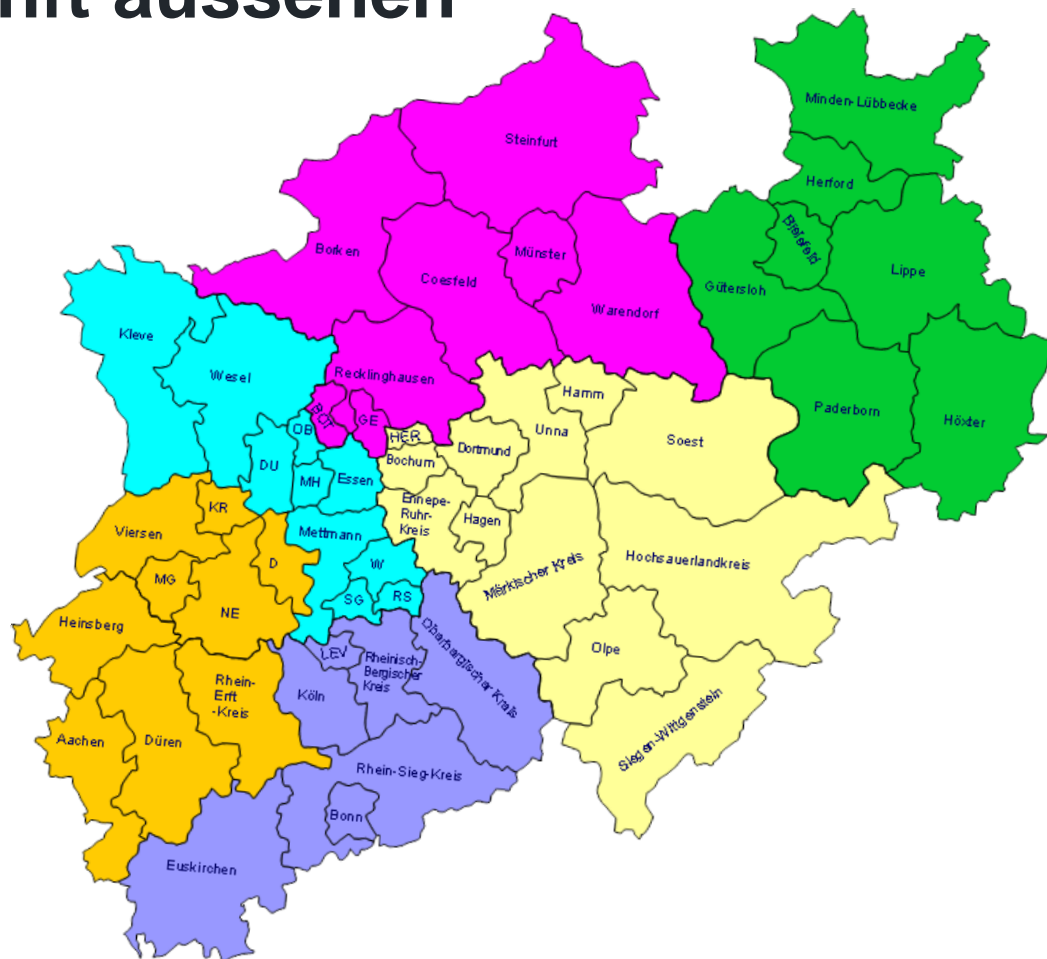 nft aussehen
Minden-Lübbecke
Steinfurt
Herford
Bielefeld
Borken
Münster
Coesfeld
Lippe
Gütersloh
Warendorf
Kleve
Wesel
Recklinghausen
Hamm
BOT
GE
Paderborn
Höxter
OB
HER
Unna
Soest
Dortmund
Bochum
DU
MH
Essen
Ennepe-
Ruhr-
Kreis
KR
Hagen
Viersen
Mettmann
D
W
Hochsauerlandkreis
Märkischer Kreis
MG
SG
RS
NE
Heinsberg
Oberbergischer Kreis
LEV
Rheinisch-
Bergischer
Kreis
Olpe
Rhein-
Erft
-Kreis
Köln
Siegen-Wittgenstein
Aachen
Düren
Rhein-Sieg-Kreis
Bonn
Euskirchen